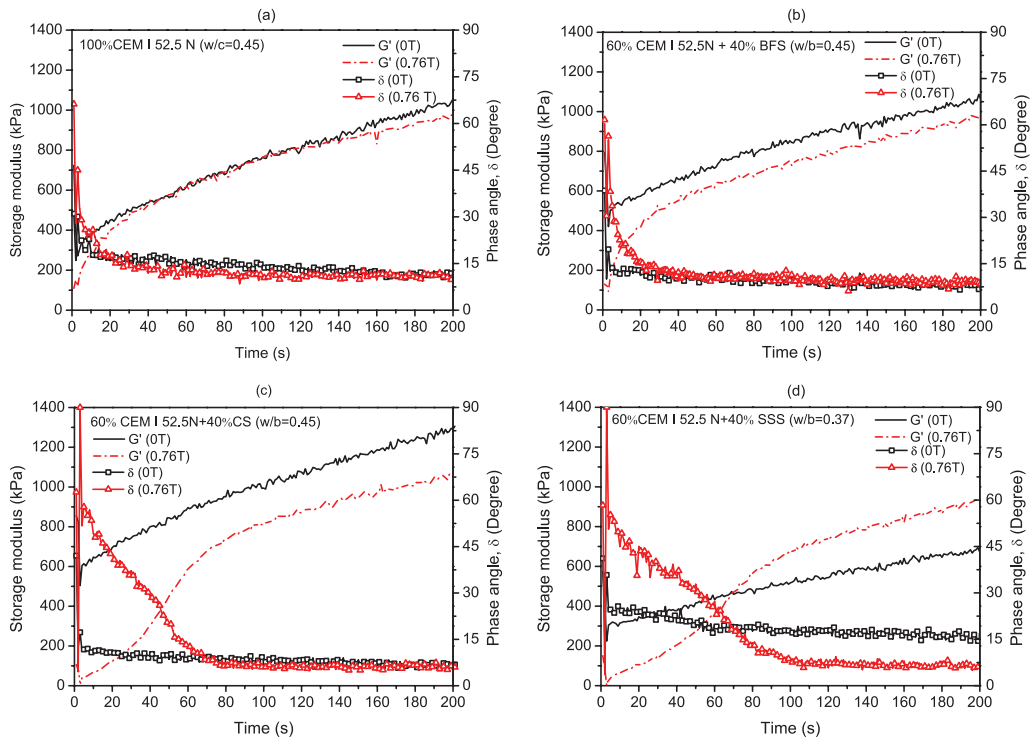 (a)
100%CEM I 52.5 N (w/c=0.45)
G' (0T)
G' (0.76T)
δ (0T)
δ (0.76 T)
1400
1200
1000
800
600
400
200
0
Storage modulus (kPa)
90
75
60
45
30
15
0
Phase angle, δ (Degree)
0 20 40 60 80 100 120 140 160 180 200
Time (s)
(b)
60% CEM I 52.5N + 40% BFS (w/b=0.45)
G' (0T)
G' (0.76T)
δ (0T)
δ (0.76T)
1400
1200
1000
800
600
400
200
0
Storage modulus (kPa)
90
75
60
45
30
15
0
Phase angle, δ (Degree)
0 20 40 60 80 100 120 140 160 180 200
Time (s)
(c)
60% CEM I 52.5N+40%CS (w/b=0.45)
G' (0T)
G' (0.76T)
δ (0T)
δ (0.76T)
1400
1200
1000
800
600
400
200
0
Storage modulus (kPa)
90
75
60
45
30
15
0
Phase angle, δ (Degree)
0 20 40 60 80 100 120 140 160 180 200
Time (s)
(d)
60%CEM I 52.5 N+40% SSS (w/b=0.37)
G' (0T)
G' (0.76T)
δ (0T)
δ (0.76T)
1400
1200
1000
800
600
400
200
0
Storage modulus (kPa)
90
75
60
45
30
15
0
Phase angle, δ (Degree)
0 20 40 60 80 100 120 140 160 180 200
Time (s)